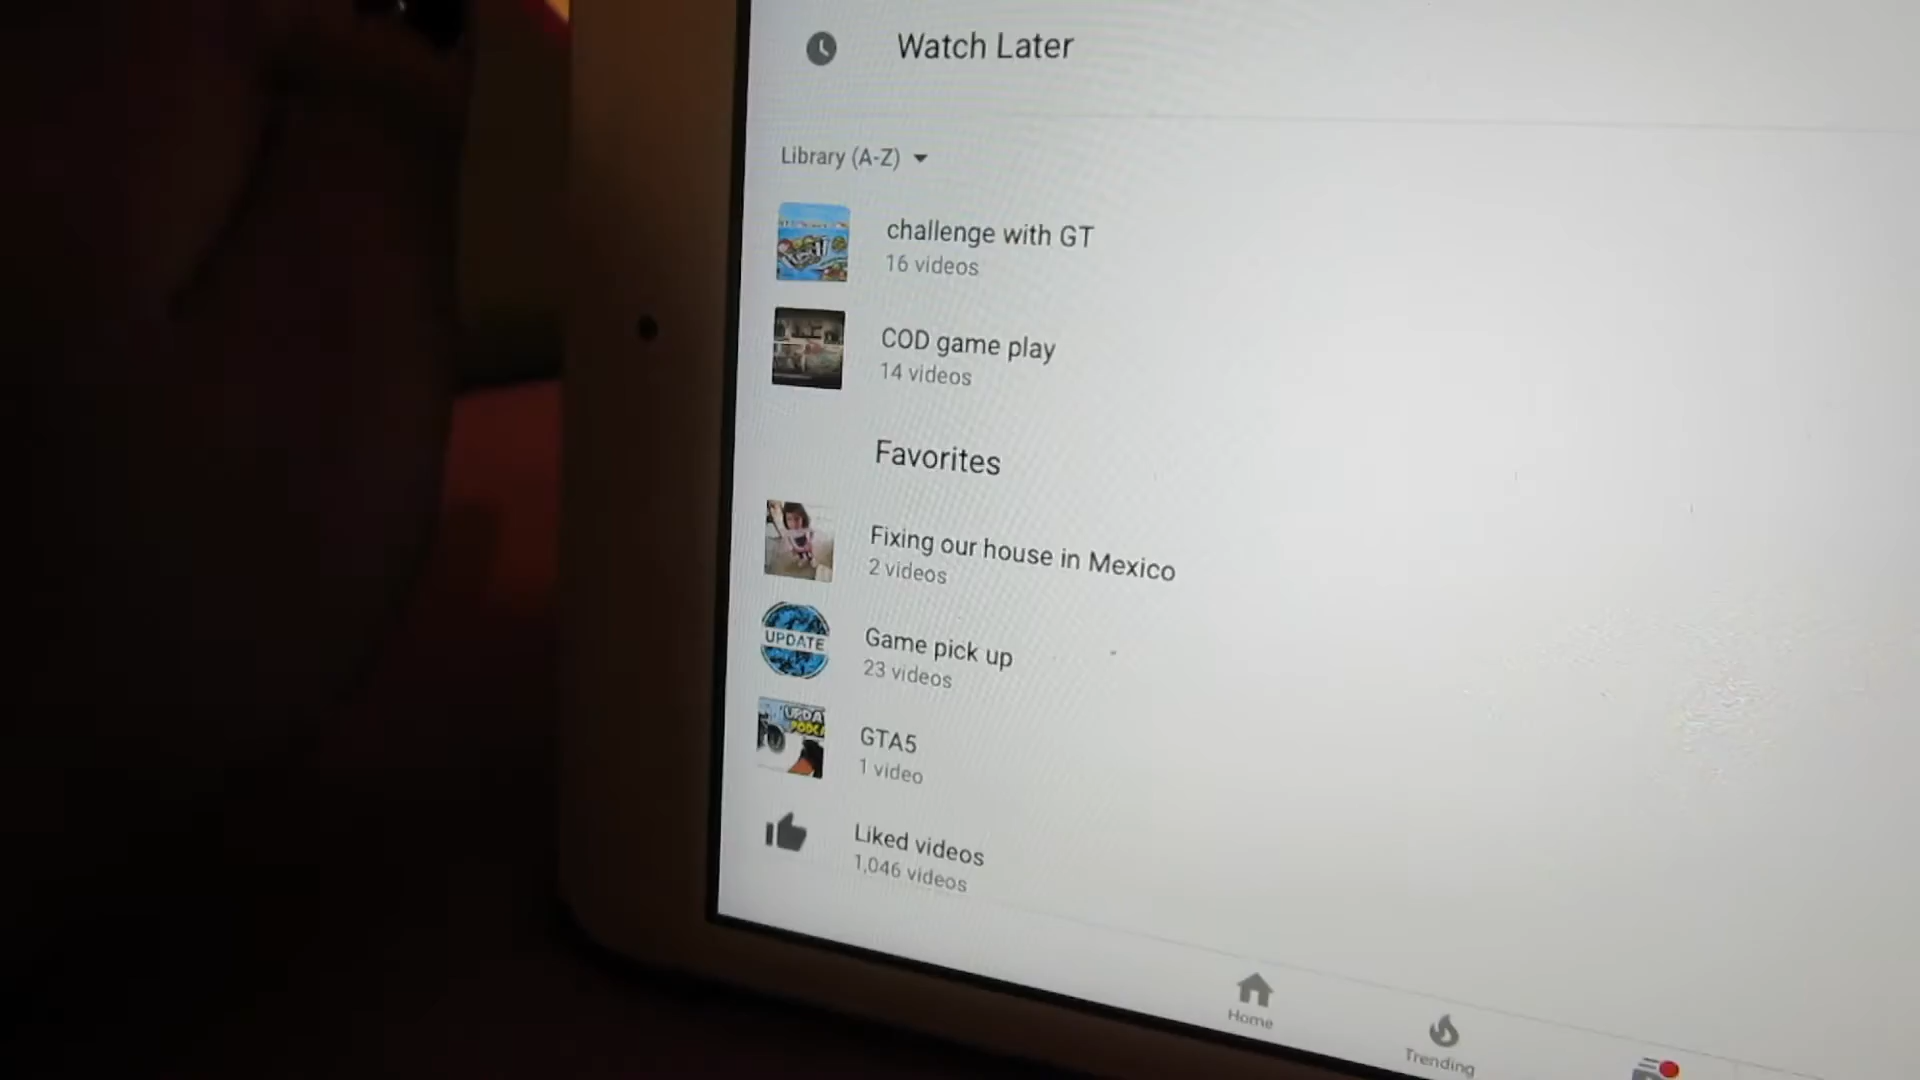 Watch Later
Library (A-Z)
challenge with GT
16 videos
COD game play
14 videos
Favorites
Fixing our house in Mexico
2 videos
UPDATE
Game pick up
23 videos
GTA5
1 video
Liked videos
1,046 videos
Home
Trending